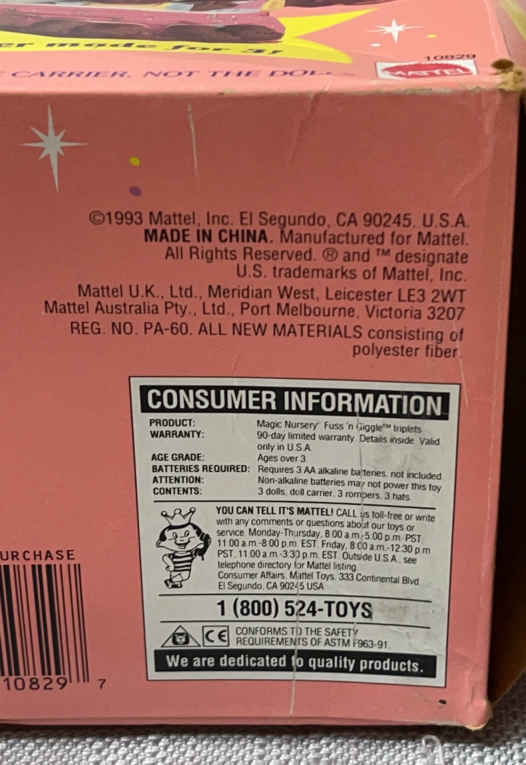 er made for 3!
10829
CARRIER, NOT THE
MATTEL
©1993 Mattel, Inc. El Segundo, CA 90245, U.S.A.
MADE IN CHINA. Manufactured for Mattel.
All Rights Reserved. ® and ™ designate
U.S. trademarks of Mattel, Inc.
Mattel U.K., Ltd., Meridian West, Leicester LE3 2WT
Mattel Australia Pty., Ltd., Port Melbourne, Victoria 3207
REG. NO. PA-60. ALL NEW MATERIALS consisting of
polyester fiber.
CONSUMER INFORMATION
PRODUCT: Magic Nursery® Fuss 'n Giggle™ triplets
WARRANTY: 90-day limited warranty. Details inside. Valid
only in U.S.A.
AGE GRADE: Ages over 3
BATTERIES REQUIRED: Requires 3 AA alkaline batteries, not included
ATTENTION: Non-alkaline batteries may not power this toy
CONTENTS: 3 dolls, doll carrier, 3 rompers, 3 hats
YOU CAN TELL IT'S MATTEL! CALL us toll-free or write
with any comments or questions about our toys or
service, Monday-Thursday, 8:00 a.m.-5:00 p.m. PST,
11:00 a.m.-8:00 p.m. EST, Friday, 8:00 a.m.-12:30 p.m.
PST, 11:00 a.m.-3:30 p.m. EST. Outside U.S.A., see
telephone directory for Mattel listing.
Consumer Affairs, Mattel Toys, 333 Continental Blvd.
El Segundo, CA 90245 USA
1 (800) 524-TOYS
CE CONFORMS TO THE SAFETY
REQUIREMENTS OF ASTM F963-91.
We are dedicated to quality products.
URCHASE
10829 7